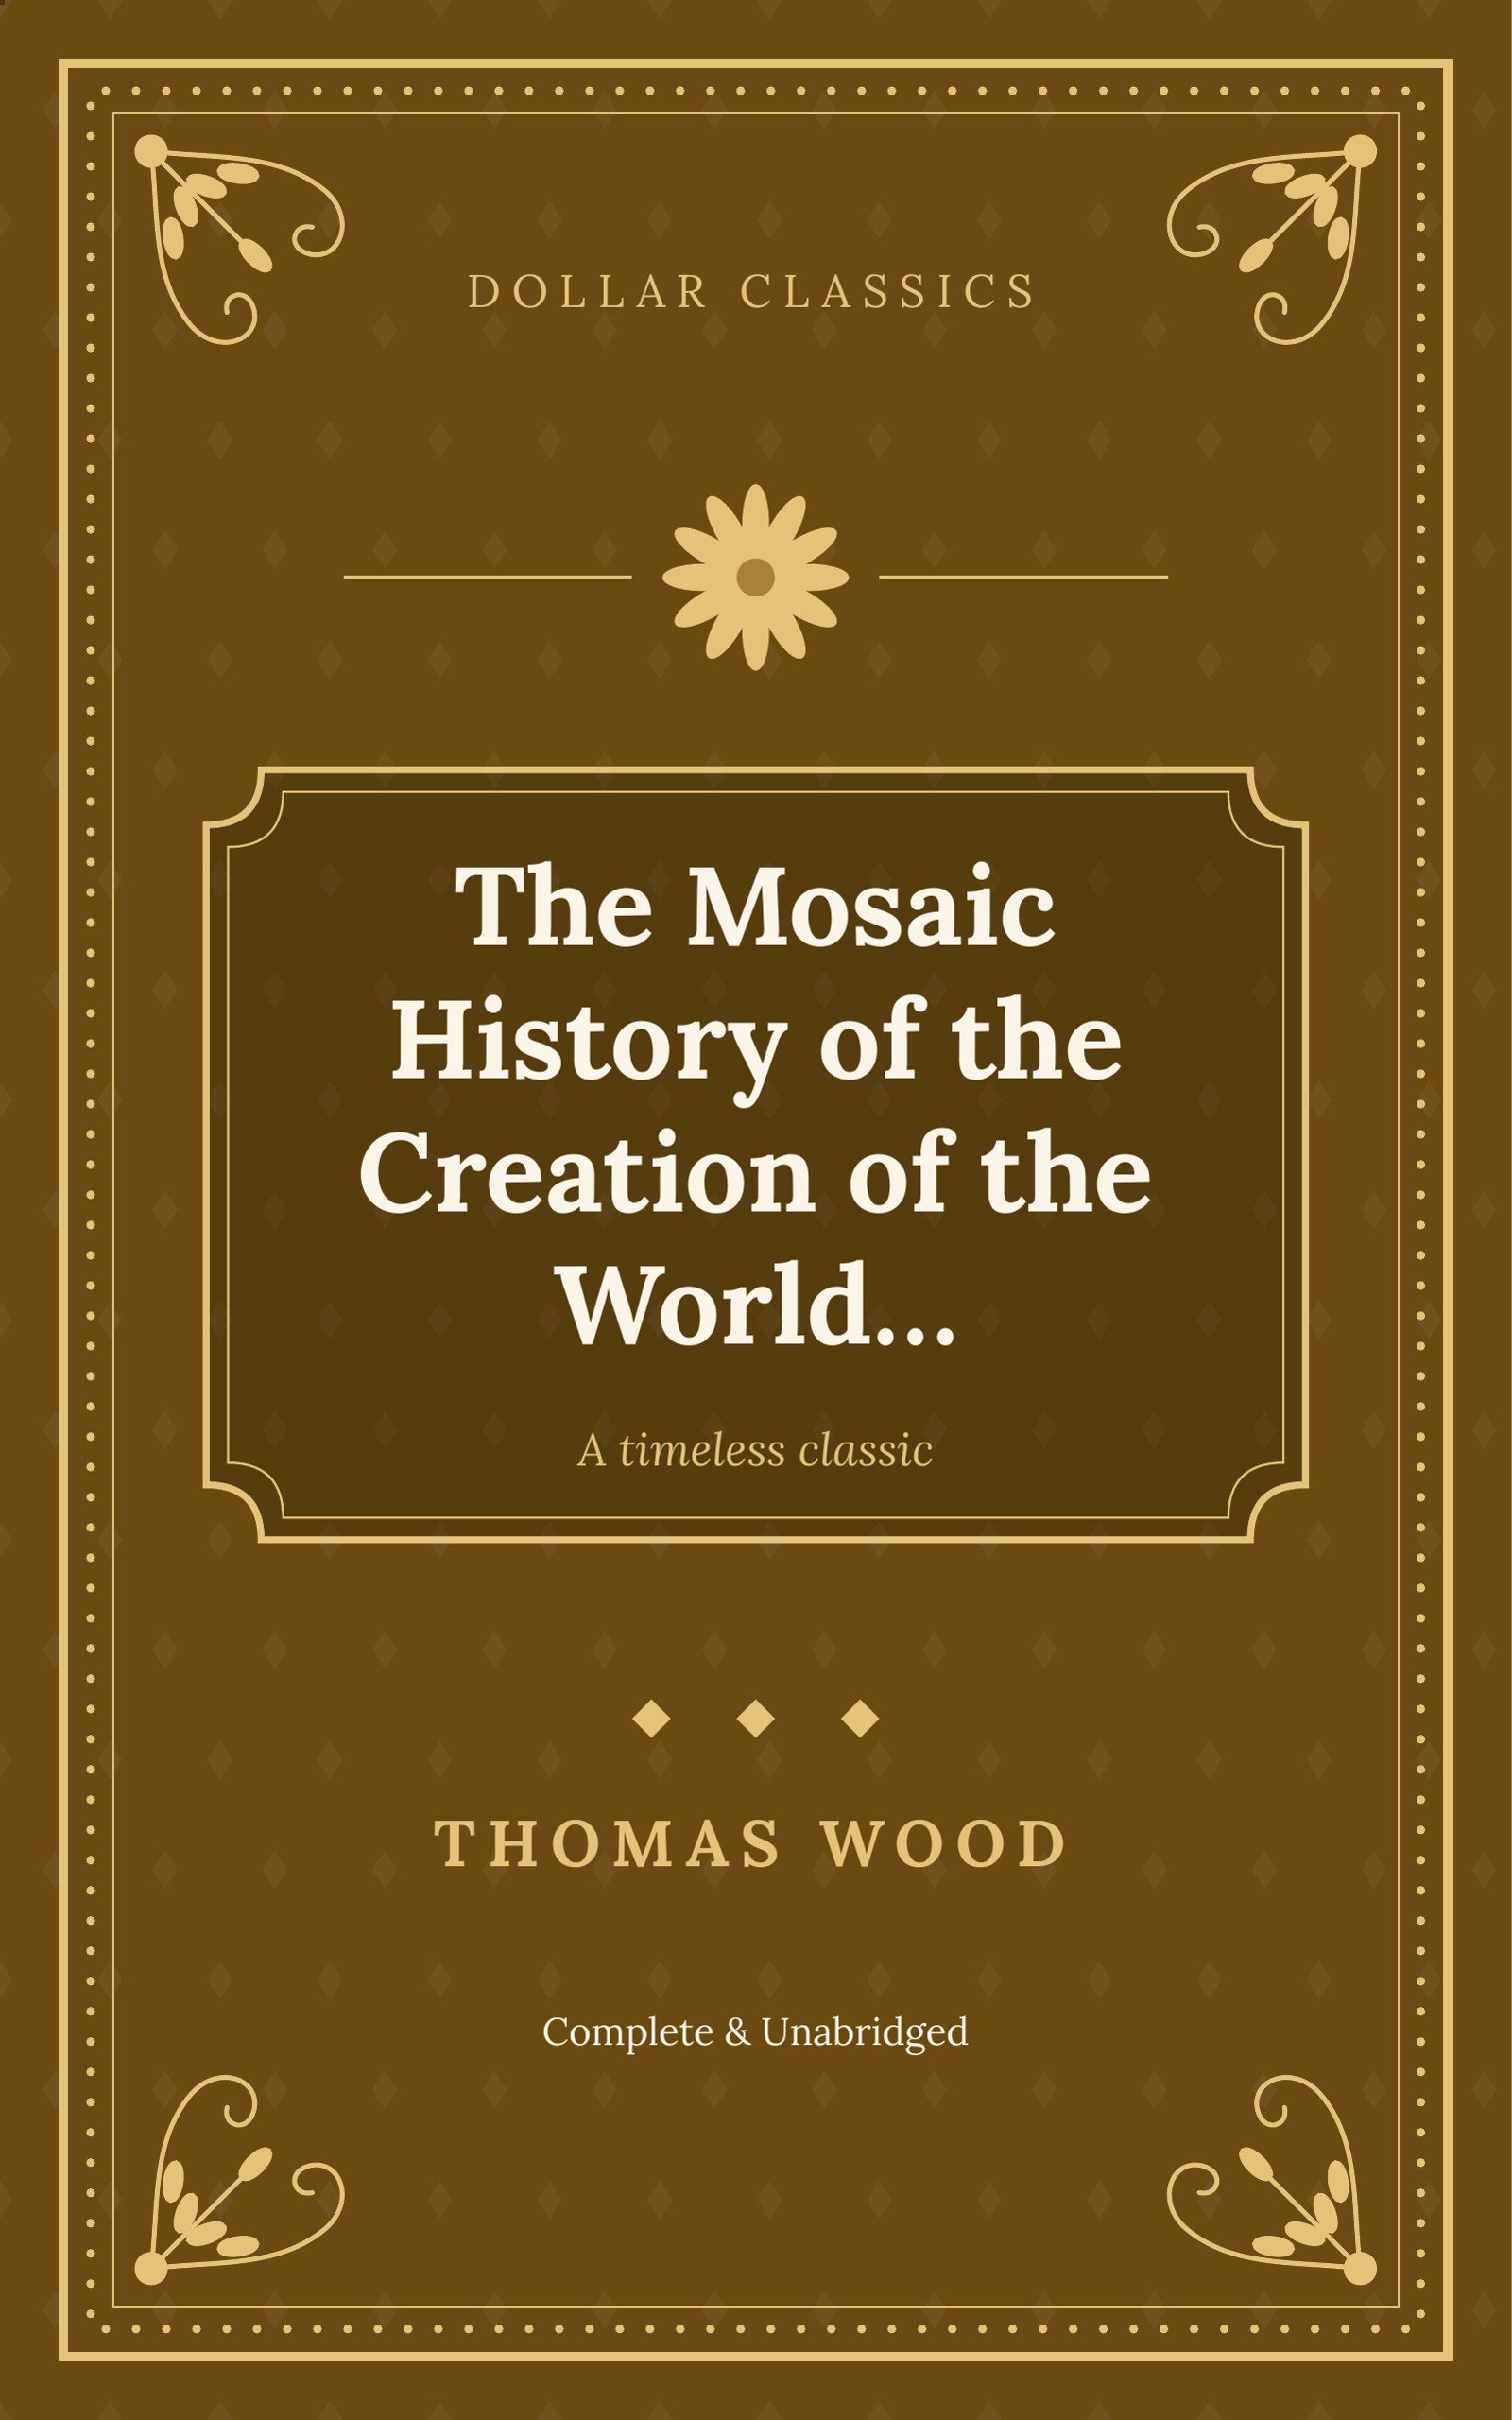 DOLLAR CLASSICS
The Mosaic
History of the
Creation of the
World...
A timeless classic
THOMAS WOOD
Complete & Unabridged